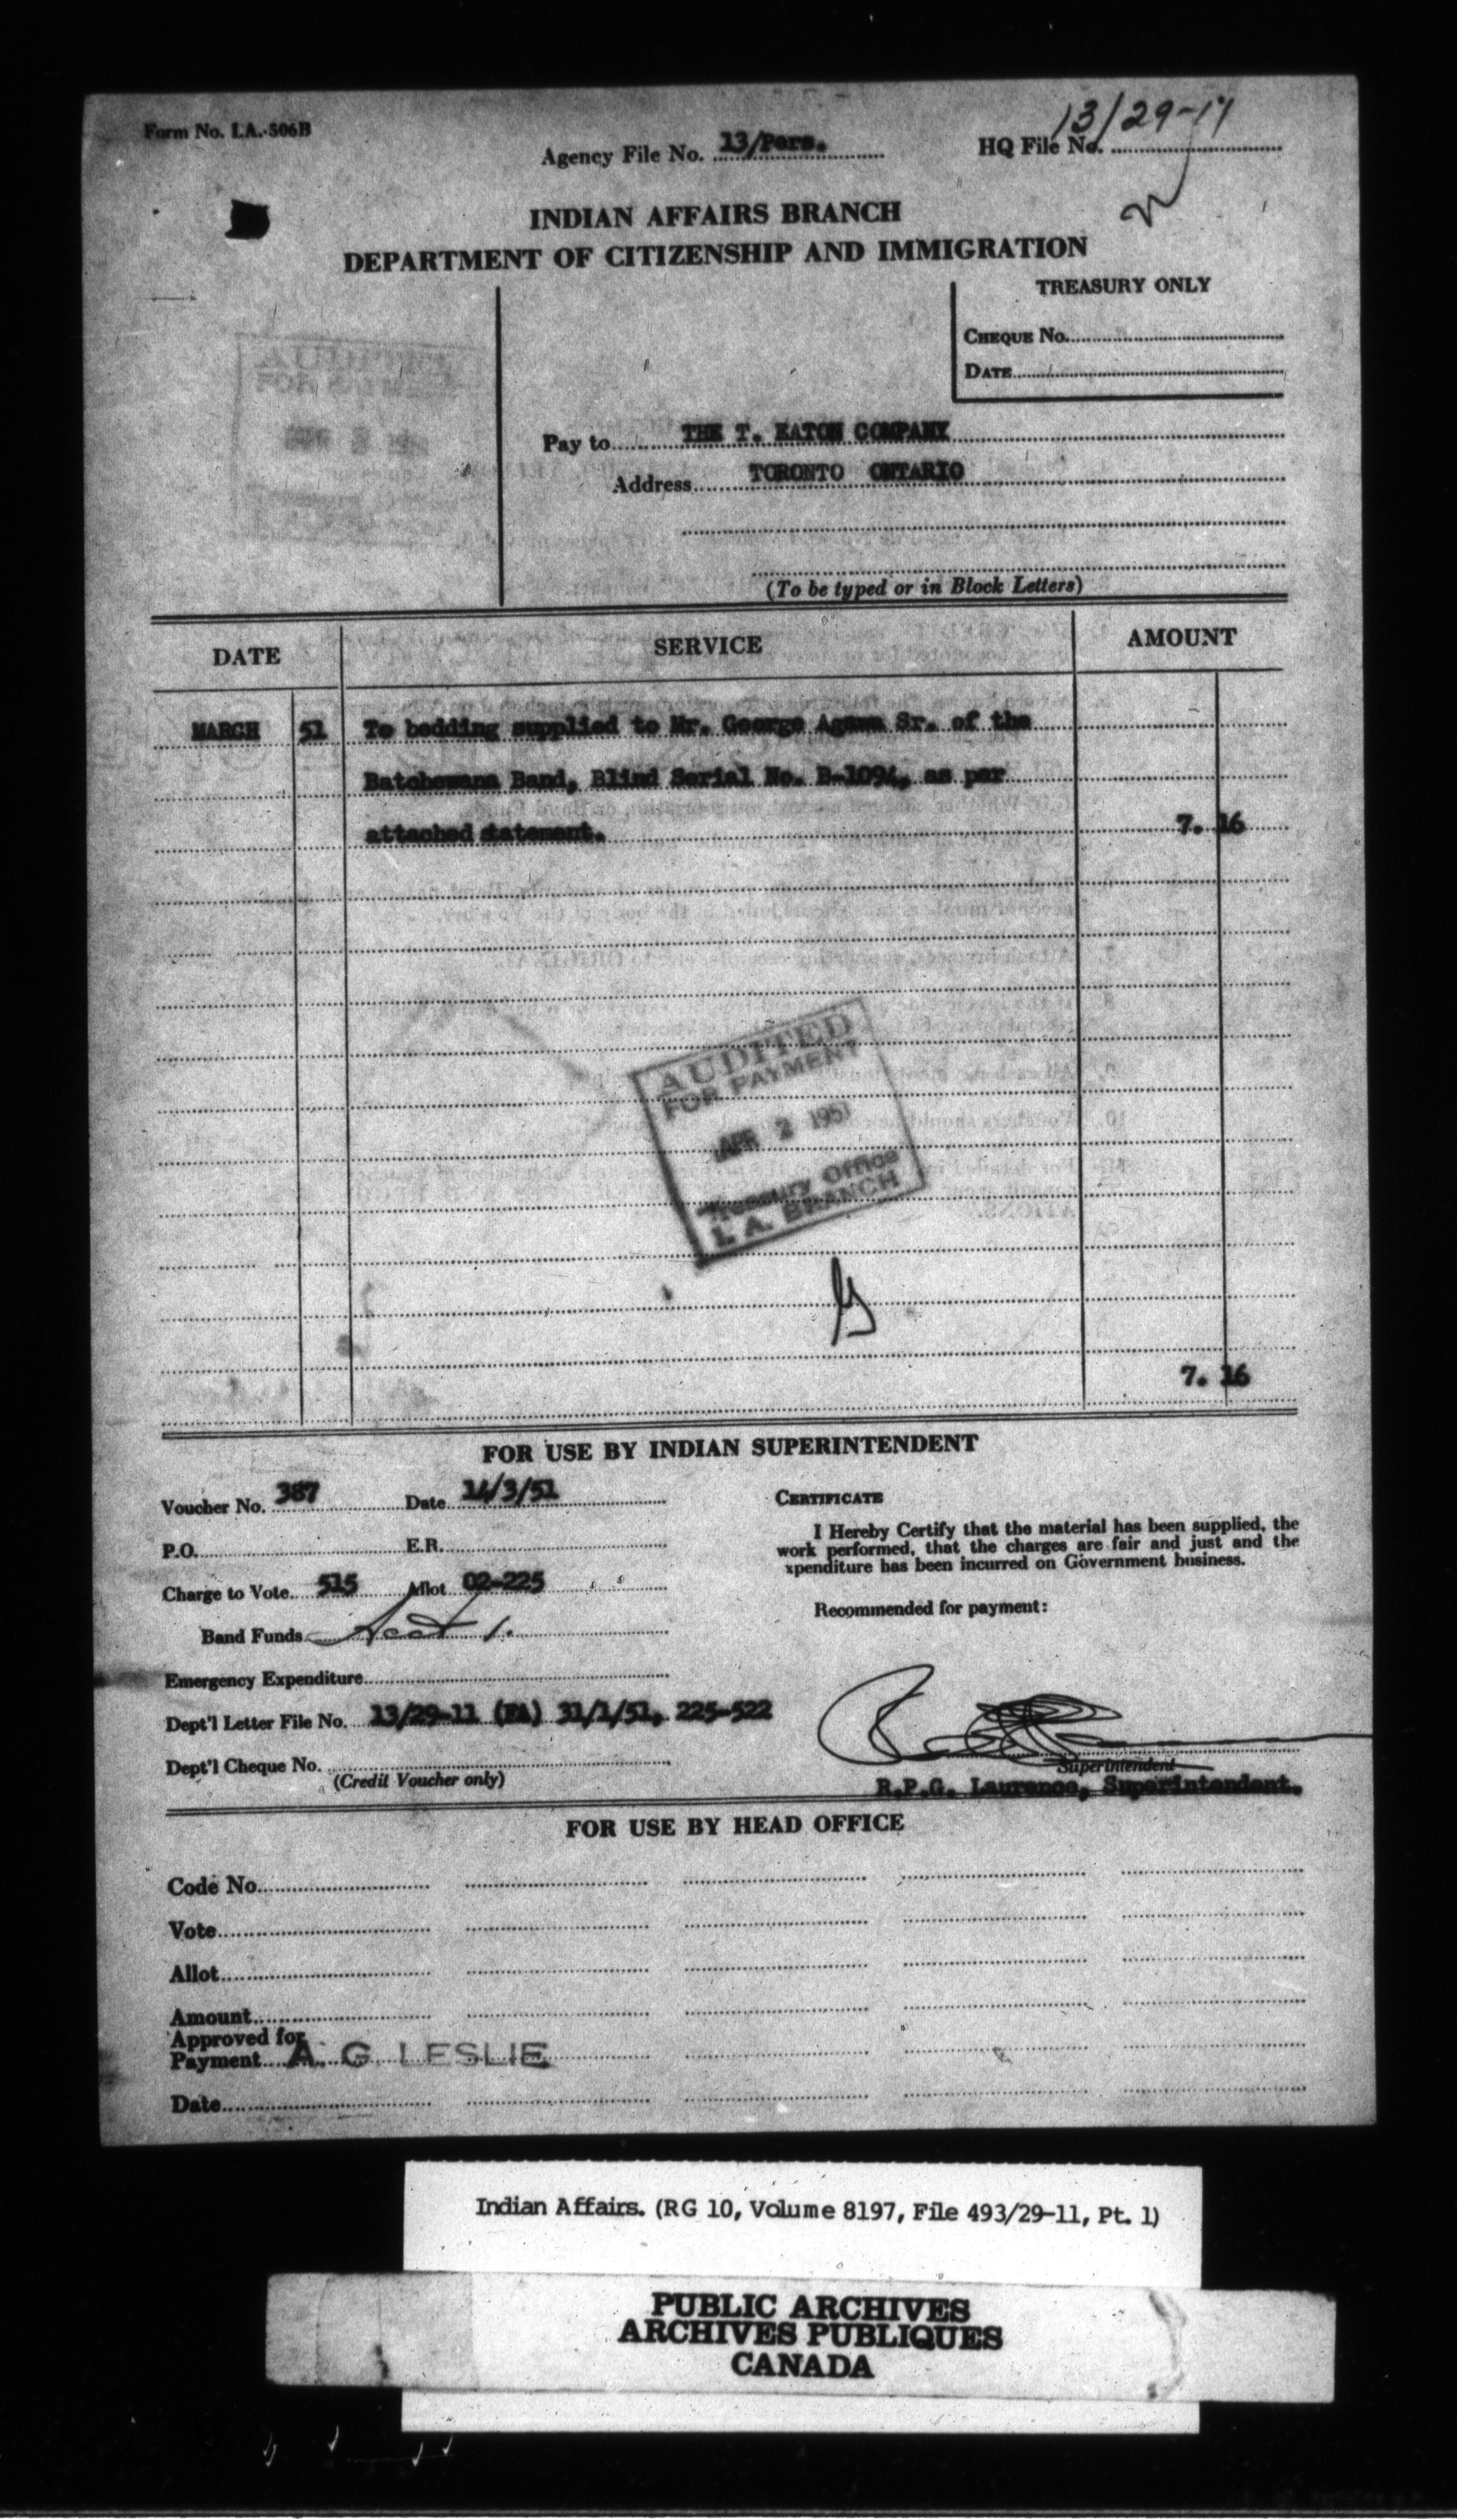 Form No. I.A.-506B
Agency File No. 13/Pers.
HQ File No. 13/29-11
INDIAN AFFAIRS BRANCH
DEPARTMENT OF CITIZENSHIP AND IMMIGRATION
TREASURY ONLY
CHEQUE No.
DATE
Pay to THE T. EATON COMPANY
Address TORONTO ONTARIO
(To be typed or in Block Letters)
DATE SERVICE AMOUNT
MARCH 51 To bedding supplied to Mr. George Agawa Sr. of the
Batchewana Band, Blind Serial No. B-1094, as per
attached statement. 7. 16
AUDITED
FOR PAYMENT
APR 2 1951
Treasury Office
I. A. BRANCH
7. 16
FOR USE BY INDIAN SUPERINTENDENT
Voucher No. 387 Date 14/3/51
P.O. E.R.
Charge to Vote 515 Allot 02-225
Band Funds
Emergency Expenditure
Dept'l Letter File No. 13/29-11 (FA) 31/1/51, 225-522
Dept'l Cheque No.
(Credit Voucher only)
CERTIFICATE
I Hereby Certify that the material has been supplied, the
work performed, that the charges are fair and just and the
xpenditure has been incurred on Government business.
Recommended for payment:
Superintendent
R.P.G. Laurence, Superintendent.
FOR USE BY HEAD OFFICE
Code No.
Vote
Allot
Amount
Approved for
Payment A. G. LESLIE
Date
Indian Affairs. (RG 10, Volume 8197, File 493/29-11, Pt. 1)
PUBLIC ARCHIVES
ARCHIVES PUBLIQUES
CANADA